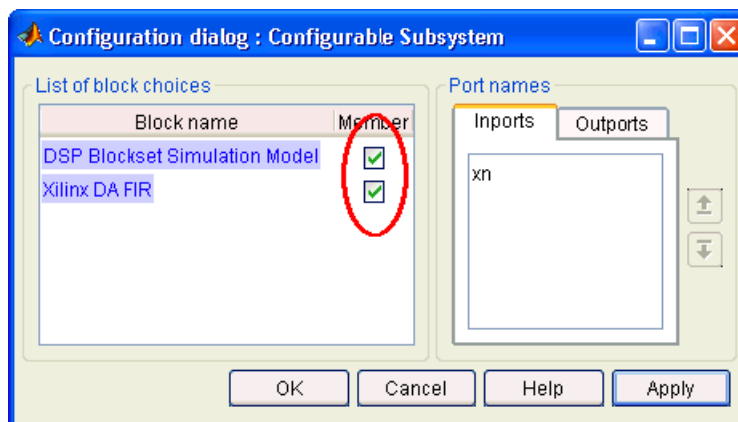 Configuration dialog : Configurable Subsystem
List of block choices
Block name Member
DSP Blockset Simulation Model
Xilinx DA FIR
Port names
Inports Outports
xn
OK Cancel Help Apply